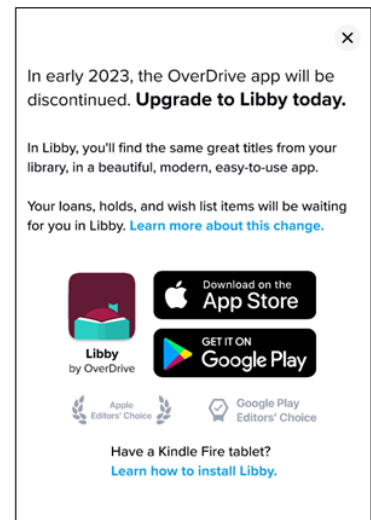 In early 2023, the OverDrive app will be
discontinued. Upgrade to Libby today.
In Libby, you'll find the same great titles from your
library, in a beautiful, modern, easy-to-use app.
Your loans, holds, and wish list items will be waiting
for you in Libby. Learn more about this change.
Download on the
App Store
GET IT ON
Google Play
Libby
by OverDrive
Apple
Editors' Choice
Google Play
Editors' Choice
Have a Kindle Fire tablet?
Learn how to install Libby.